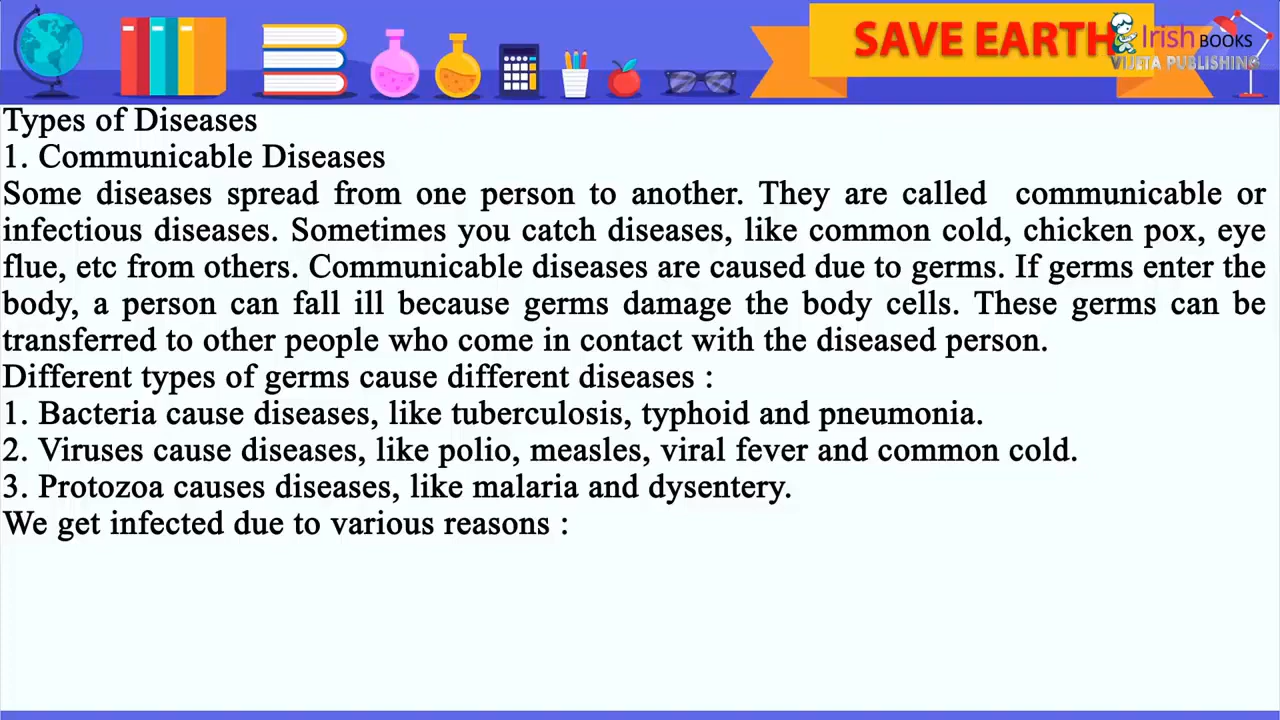 SAVE EARTH
Irish BOOKS
VIJETA PUBLISHING
Types of Diseases
1. Communicable Diseases
Some diseases spread from one person to another. They are called communicable or
infectious diseases. Sometimes you catch diseases, like common cold, chicken pox, eye
flue, etc from others. Communicable diseases are caused due to germs. If germs enter the
body, a person can fall ill because germs damage the body cells. These germs can be
transferred to other people who come in contact with the diseased person.
Different types of germs cause different diseases :
1. Bacteria cause diseases, like tuberculosis, typhoid and pneumonia.
2. Viruses cause diseases, like polio, measles, viral fever and common cold.
3. Protozoa causes diseases, like malaria and dysentery.
We get infected due to various reasons :